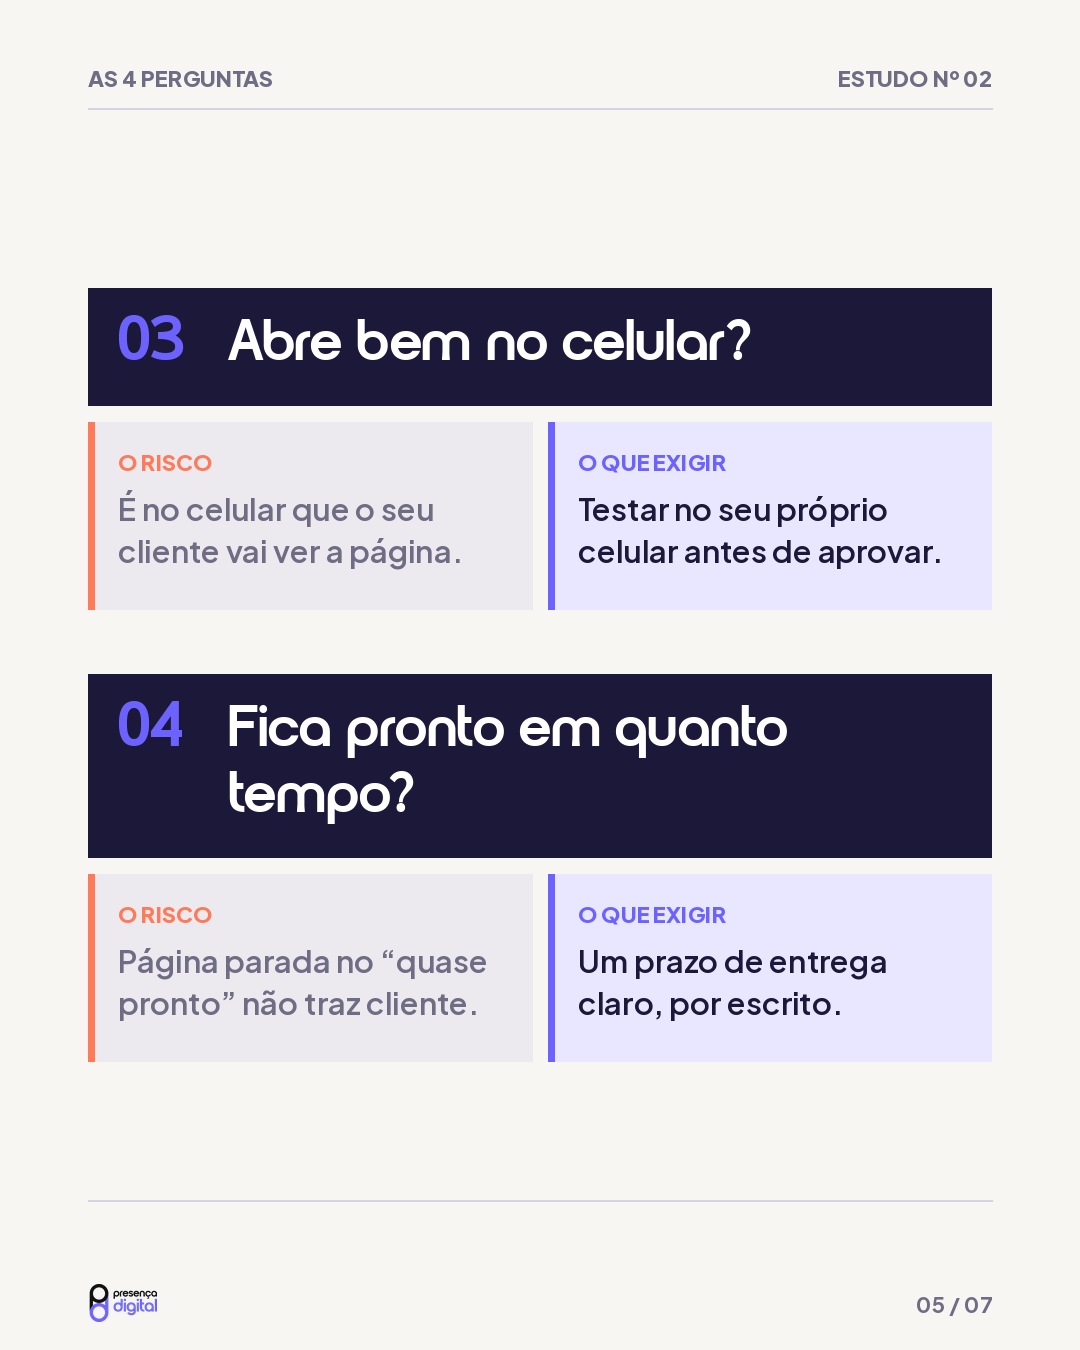 AS 4 PERGUNTAS
ESTUDO Nº 02
03 Abre bem no celular?
O RISCO
É no celular que o seu
cliente vai ver a página.
O QUE EXIGIR
Testar no seu próprio
celular antes de aprovar.
04 Fica pronto em quanto
tempo?
O RISCO
Página parada no “quase
pronto” não traz cliente.
O QUE EXIGIR
Um prazo de entrega
claro, por escrito.
presença
digital
05 / 07